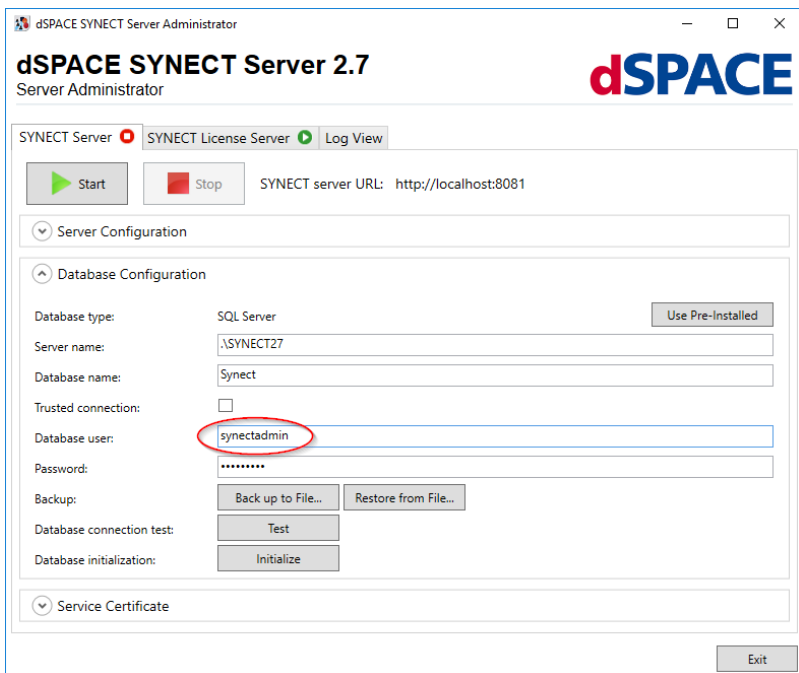 dSPACE SYNECT Server Administrator
dSPACE SYNECT Server 2.7
Server Administrator
dSPACE
SYNECT Server SYNECT License Server Log View
Start Stop SYNECT server URL: http://localhost:8081
Server Configuration
Database Configuration
Database type: SQL Server Use Pre-Installed
Server name: .\SYNECT27
Database name: Synect
Trusted connection:
Database user: synectadmin
Password: •••••••••
Backup: Back up to File... Restore from File...
Database connection test: Test
Database initialization: Initialize
Service Certificate
Exit